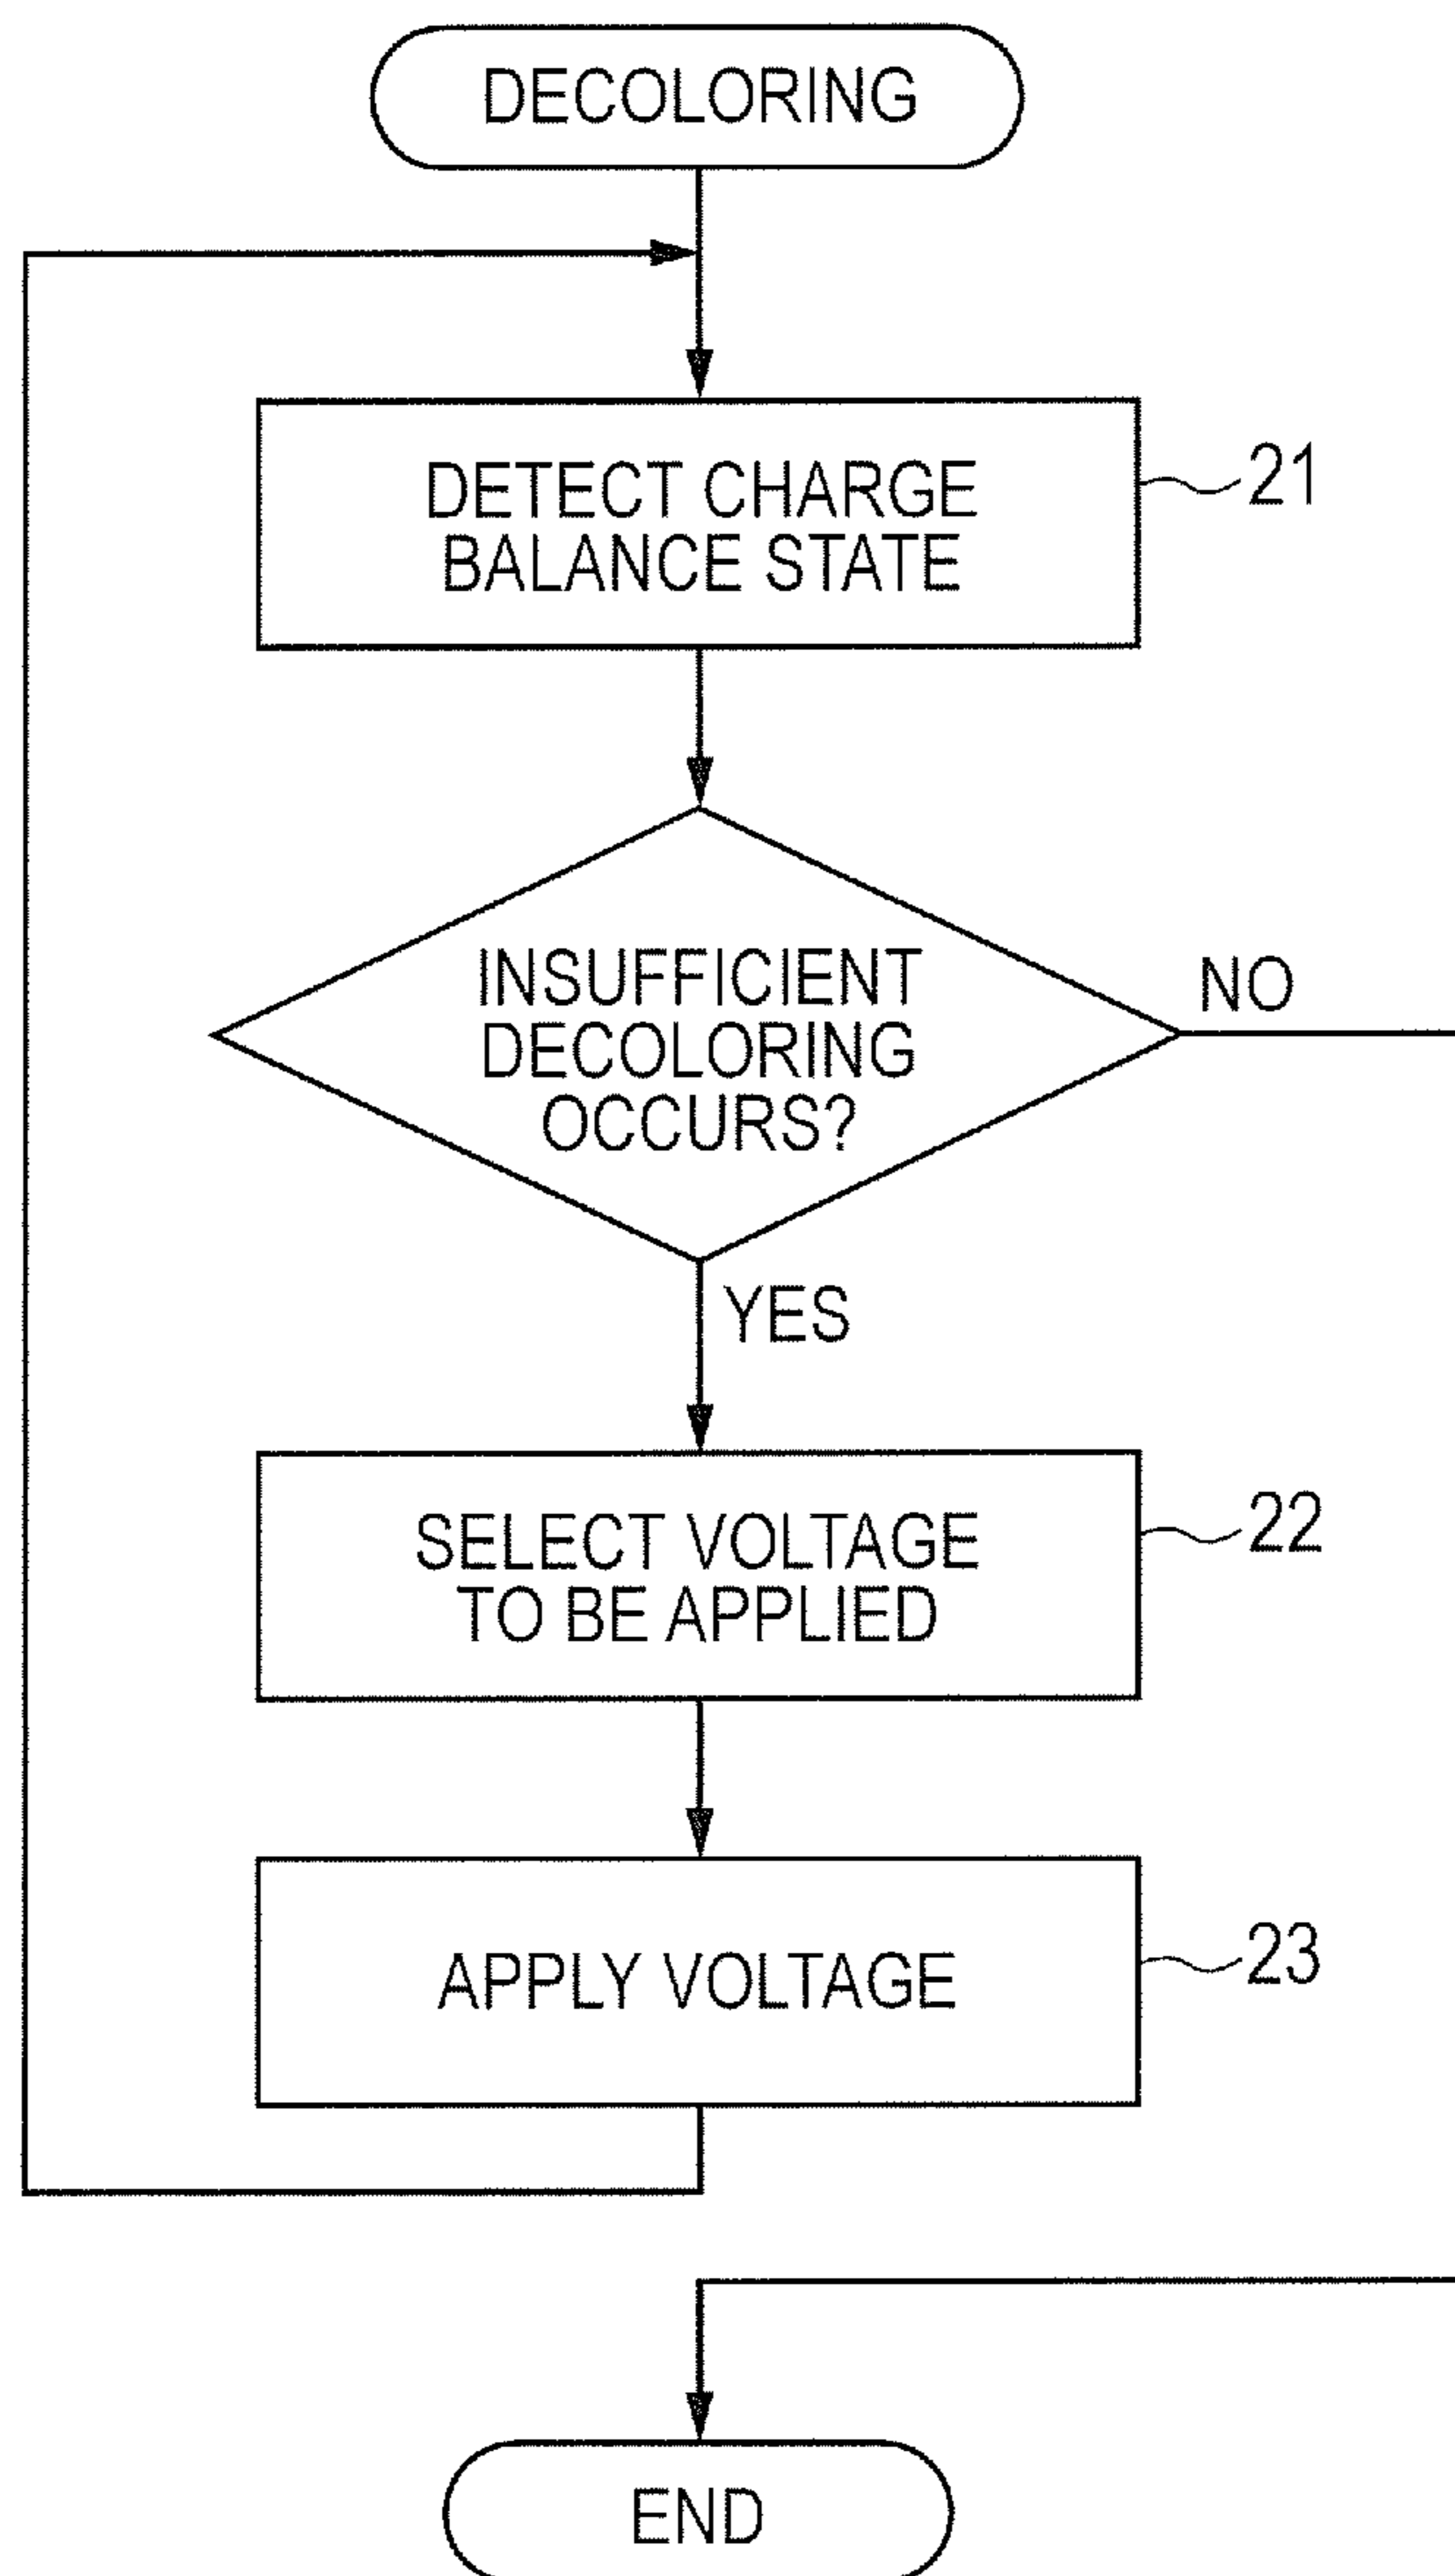 DECOLORING
DETECT CHARGE
BALANCE STATE
21
INSUFFICIENT
DECOLORING
OCCURS?
NO
YES
SELECT VOLTAGE
TO BE APPLIED
22
APPLY VOLTAGE
23
END